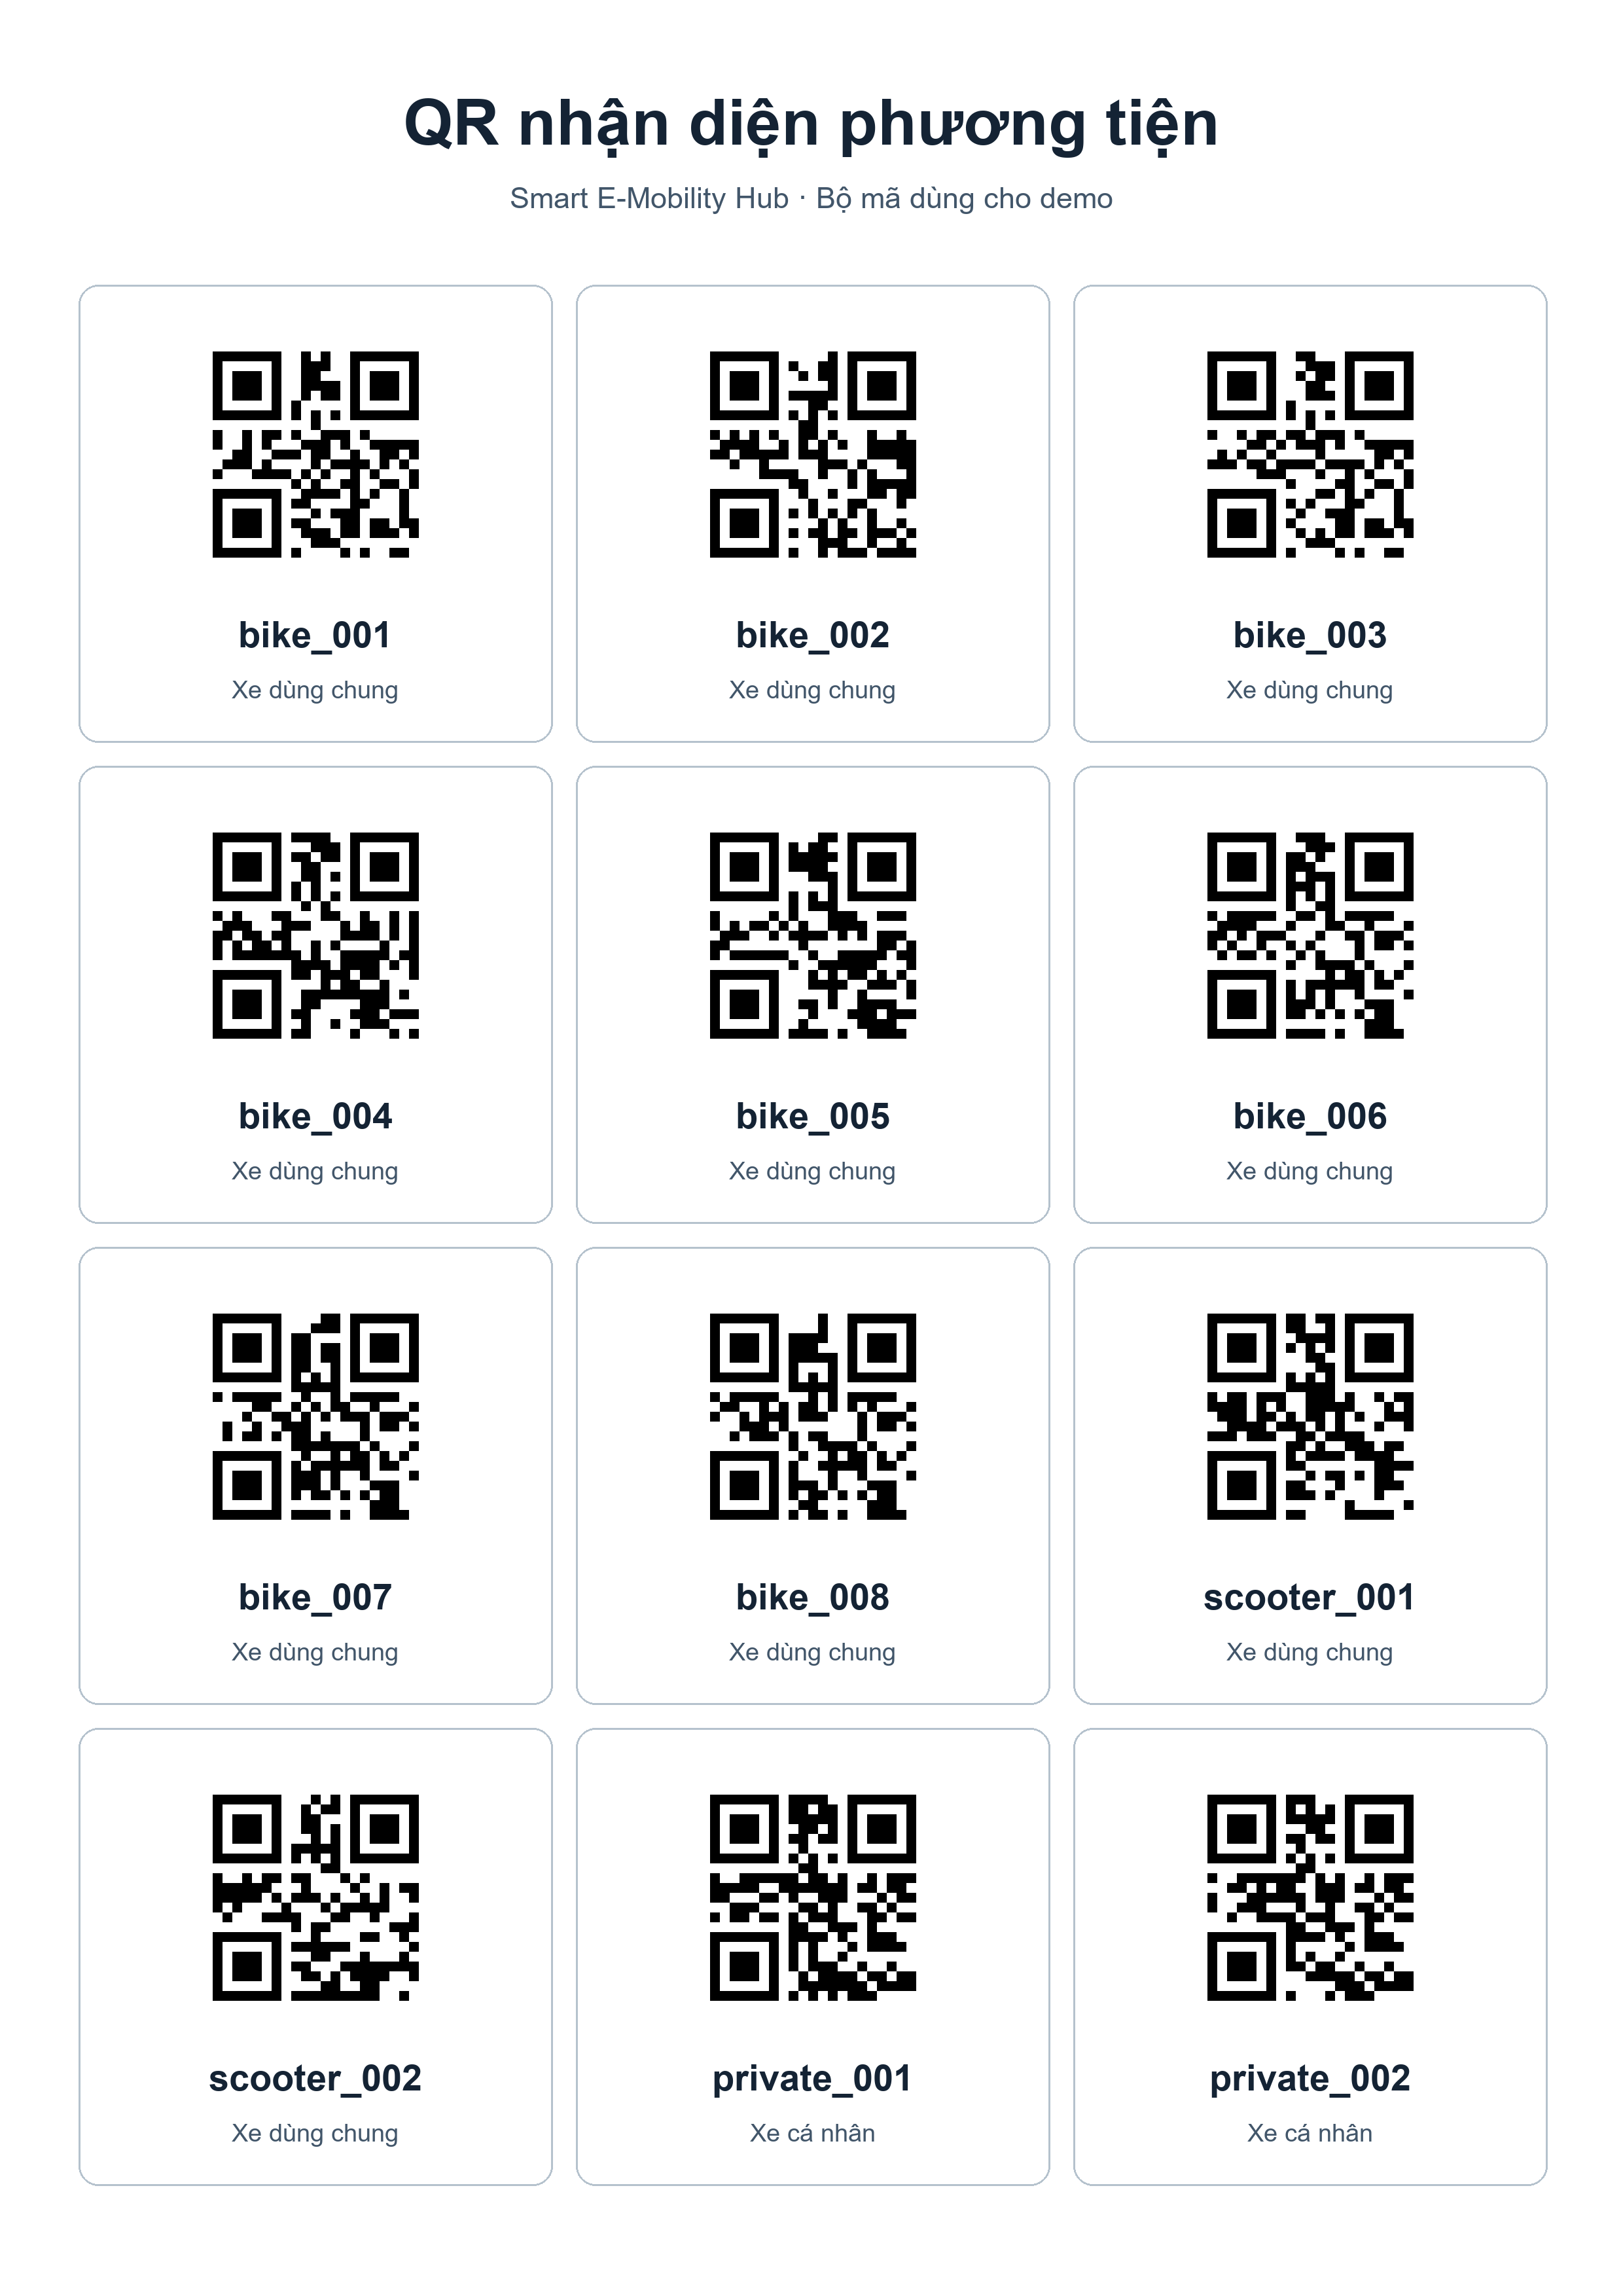 QR nhận diện phương tiện
Smart E-Mobility Hub · Bộ mã dùng cho demo
bike_001
Xe dùng chung
bike_002
Xe dùng chung
bike_003
Xe dùng chung
bike_004
Xe dùng chung
bike_005
Xe dùng chung
bike_006
Xe dùng chung
bike_007
Xe dùng chung
bike_008
Xe dùng chung
scooter_001
Xe dùng chung
scooter_002
Xe dùng chung
private_001
Xe cá nhân
private_002
Xe cá nhân